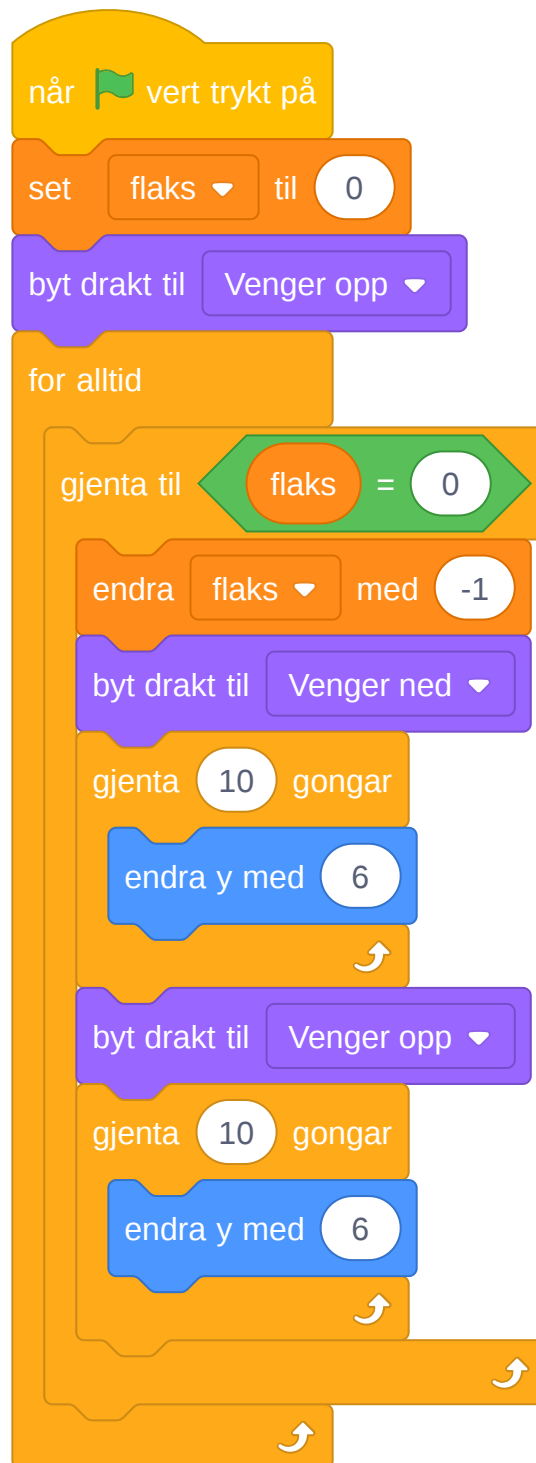 når vert trykt på
set flaks til 0
byt drakt til Venger opp
for alltid
gjenta til flaks = 0
endra flaks med -1
byt drakt til Venger ned
gjenta 10 gongar
endra y med 6
byt drakt til Venger opp
gjenta 10 gongar
endra y med 6